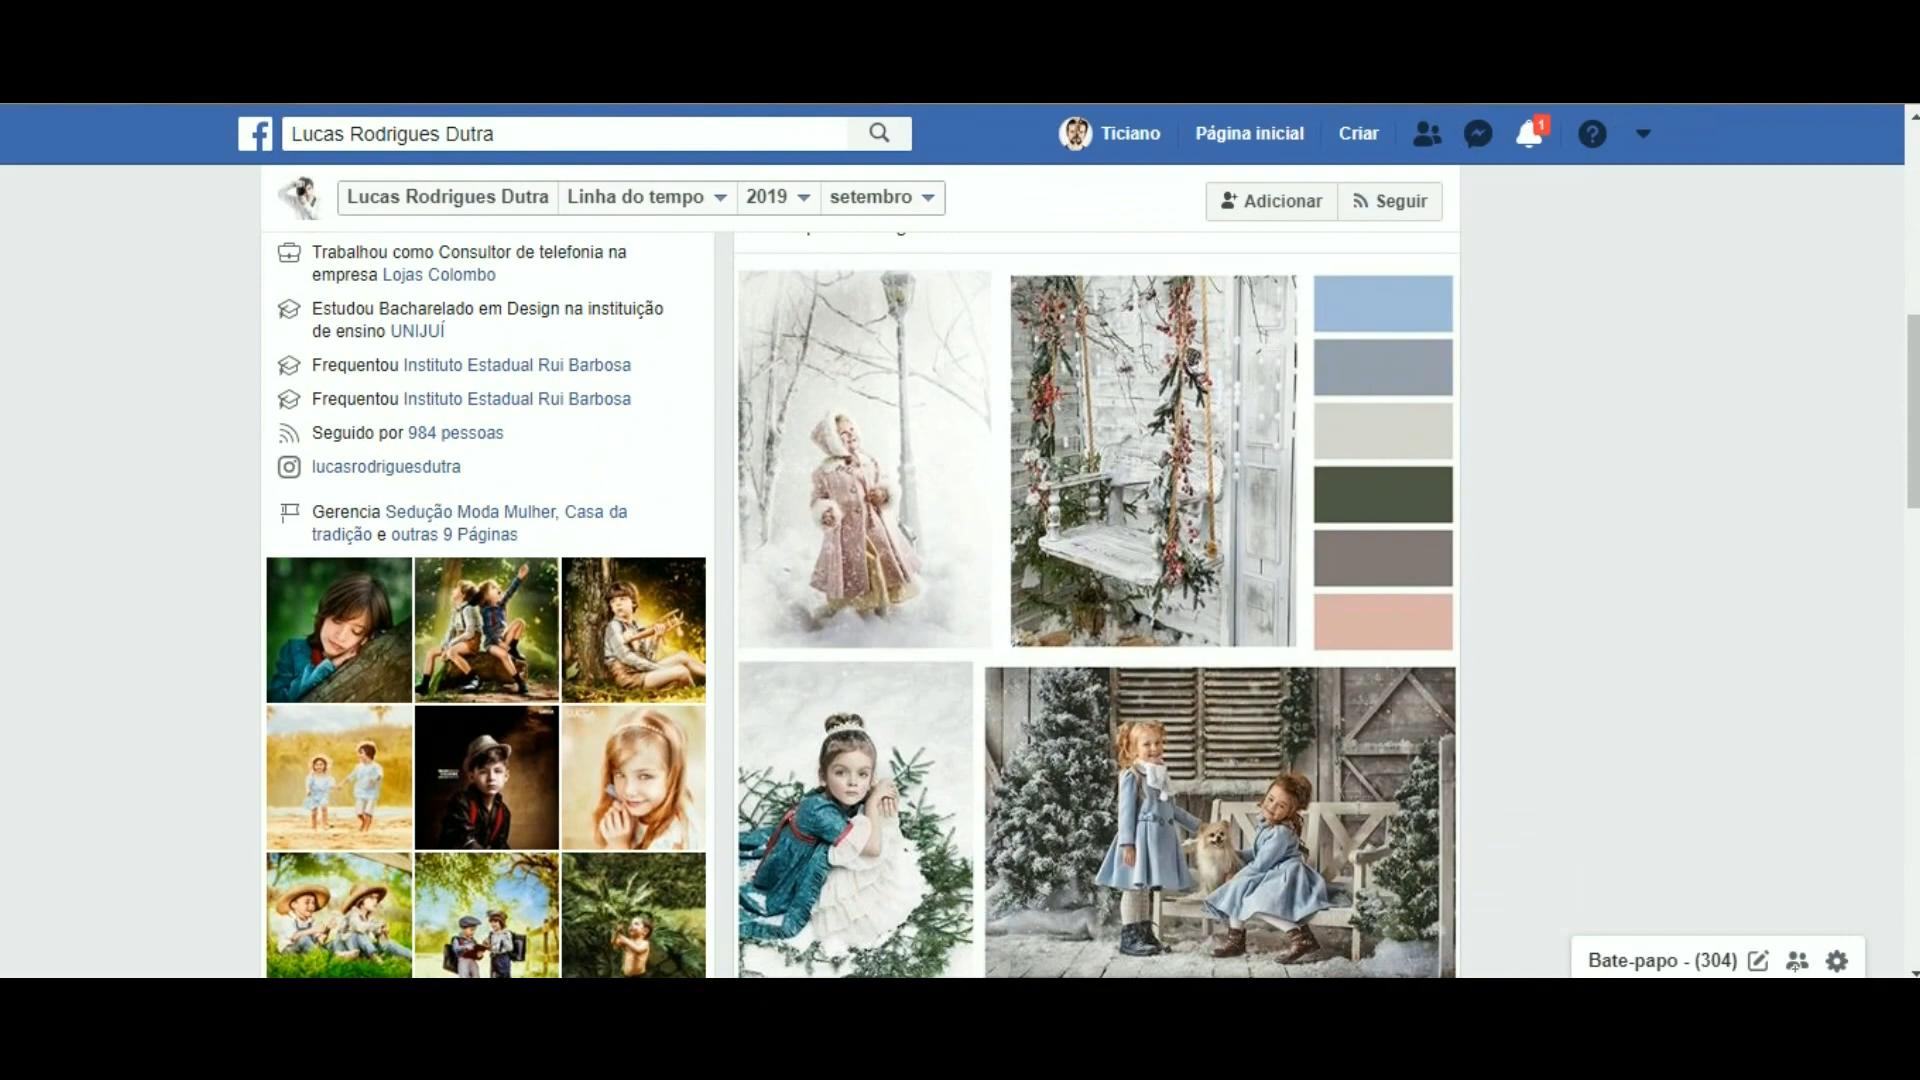 Lucas Rodrigues Dutra
Ticiano
Página inicial
Criar
1
Lucas Rodrigues Dutra
Linha do tempo
2019
setembro
Adicionar
Seguir
Trabalhou como Consultor de telefonia na
empresa Lojas Colombo
Estudou Bacharelado em Design na instituição
de ensino UNIJUÍ
Frequentou Instituto Estadual Rui Barbosa
Frequentou Instituto Estadual Rui Barbosa
Seguido por 984 pessoas
lucasrodriguesdutra
Gerencia Sedução Moda Mulher, Casa da
tradição e outras 9 Páginas
Bate-papo - (304)